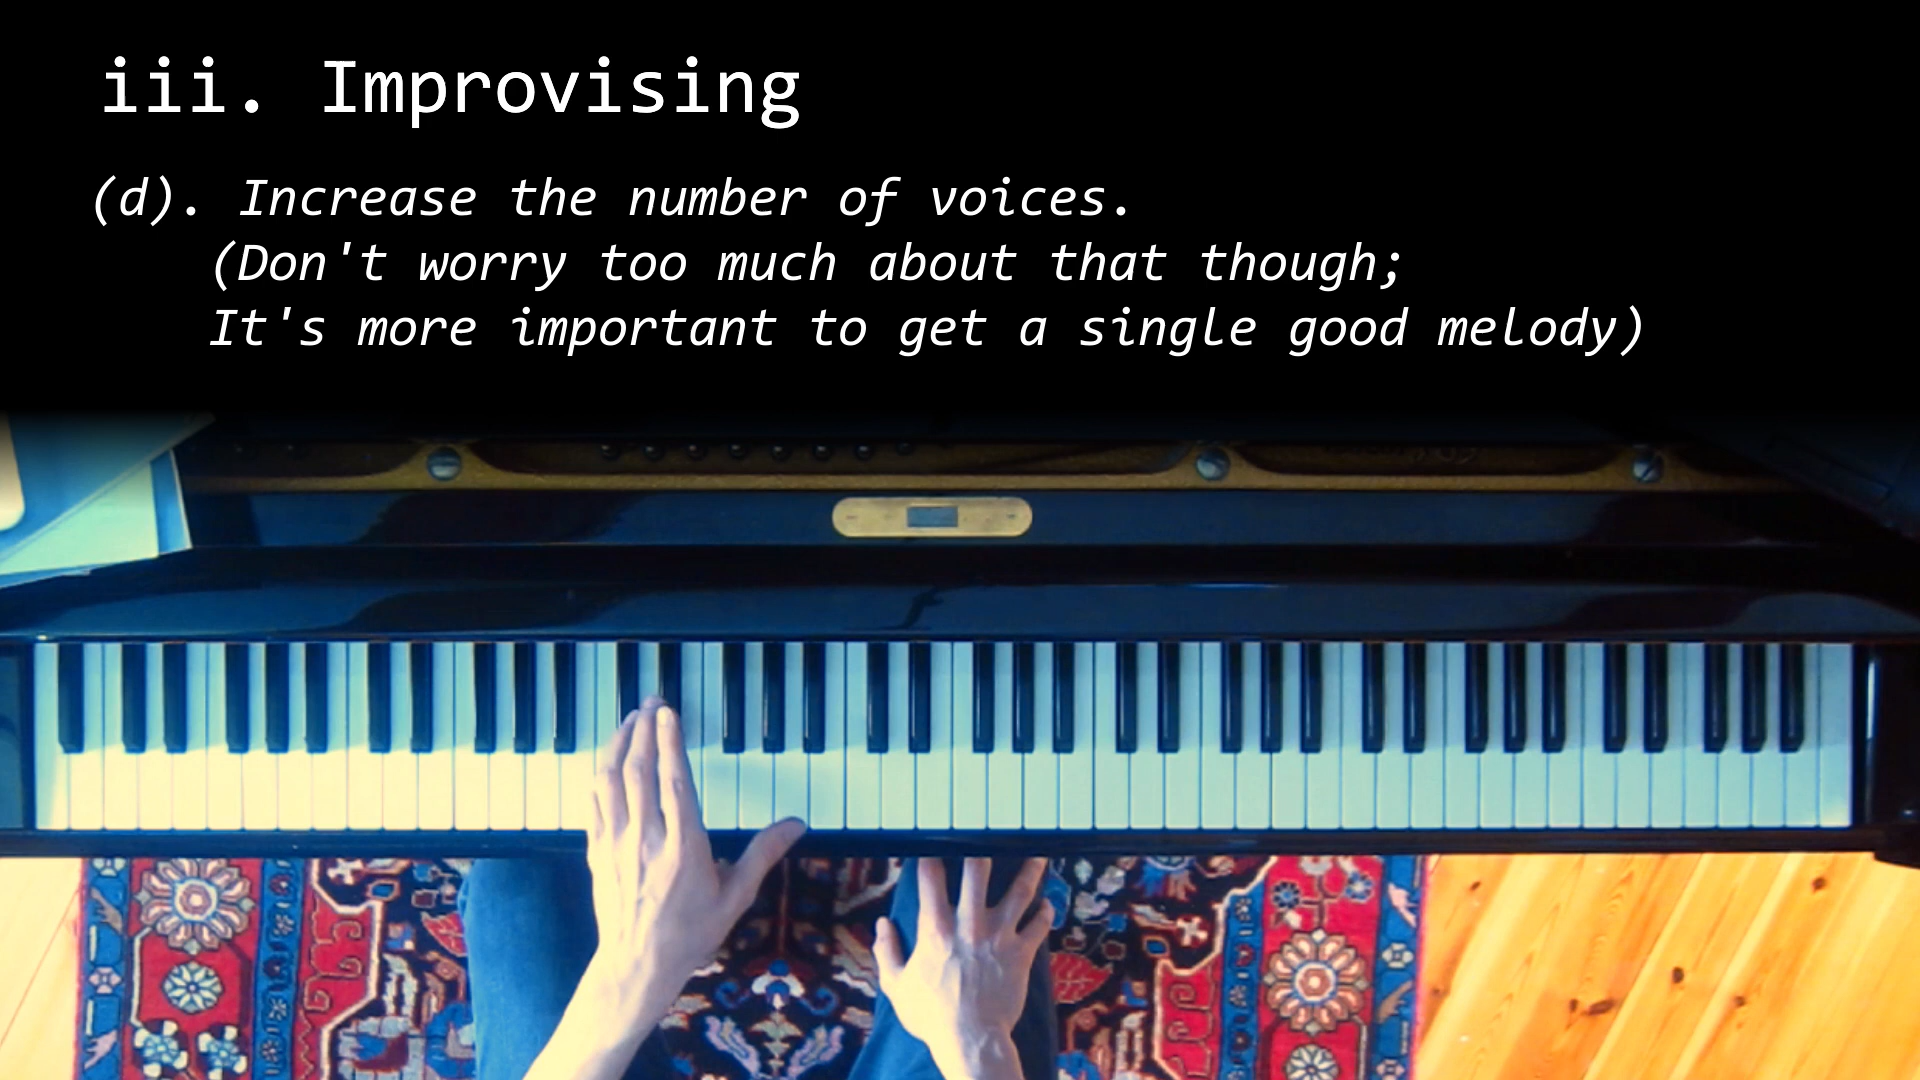 iii. Improvising
(d). Increase the number of voices.
(Don't worry too much about that though;
It's more important to get a single good melody)